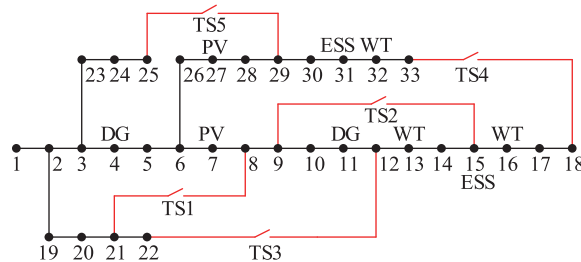 TS5
PV
ESS WT
23 24 25 26 27 28 29 30 31 32 33
TS4
TS2
DG PV DG WT WT
1 2 3 4 5 6 7 8 9 10 11 12 13 14 15 16 17 18
ESS
TS1
19 20 21 22
TS3